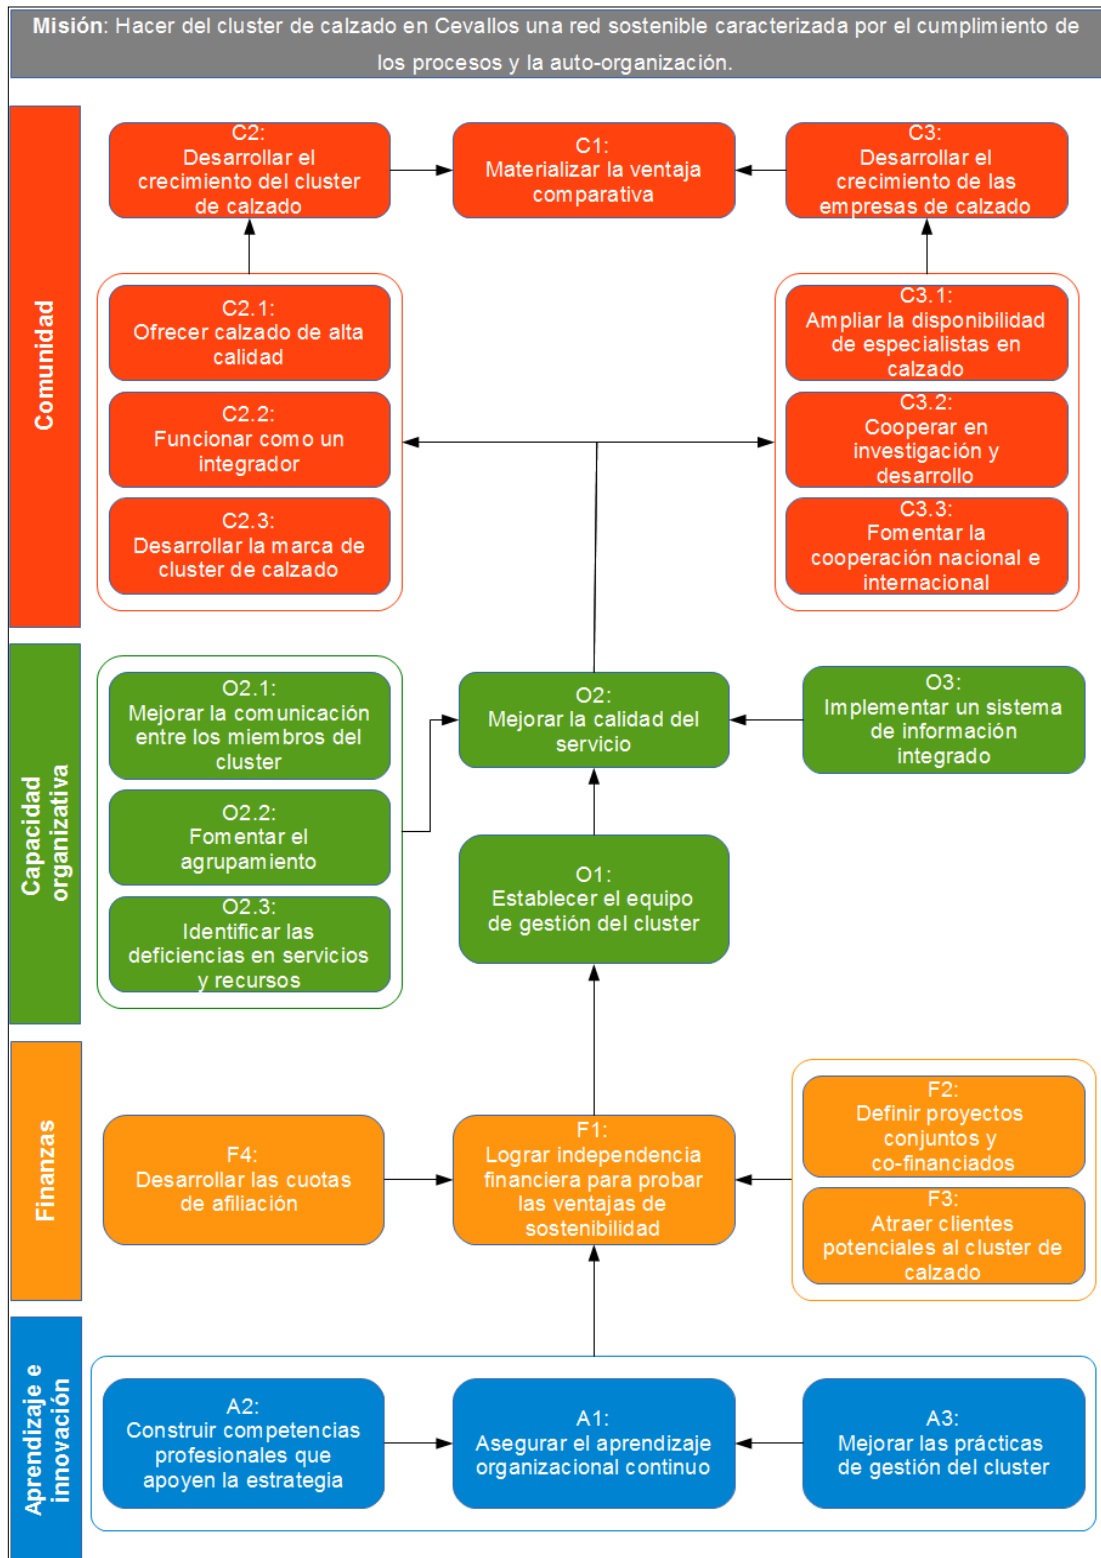 Misión: Hacer del cluster de calzado en Cevallos una red sostenible caracterizada por el cumplimiento de
los procesos y la auto-organización.
Comunidad
C2:
Desarrollar el
crecimiento del cluster
de calzado
C1:
Materializar la ventaja
comparativa
C3:
Desarrollar el
crecimiento de las
empresas de calzado
C2.1:
Ofrecer calzado de alta
calidad
C2.2:
Funcionar como un
integrador
C2.3:
Desarrollar la marca de
cluster de calzado
C3.1:
Ampliar la disponibilidad
de especialistas en
calzado
C3.2:
Cooperar en
investigación y
desarrollo
C3.3:
Fomentar la
cooperación nacional e
internacional
Capacidad
organizativa
O2.1:
Mejorar la comunicación
entre los miembros del
cluster
O2.2:
Fomentar el
agrupamiento
O2.3:
Identificar las
deficiencias en servicios
y recursos
O2:
Mejorar la calidad del
servicio
O3:
Implementar un sistema
de información
integrado
O1:
Establecer el equipo
de gestión del cluster
Finanzas
F4:
Desarrollar las cuotas
de afiliación
F1:
Lograr independencia
financiera para probar
las ventajas de
sostenibilidad
F2:
Definir proyectos
conjuntos y
co-financiados
F3:
Atraer clientes
potenciales al cluster de
calzado
Aprendizaje e
innovación
A2:
Construir competencias
profesionales que
apoyen la estrategia
A1:
Asegurar el aprendizaje
organizacional continuo
A3:
Mejorar las prácticas
de gestión del cluster